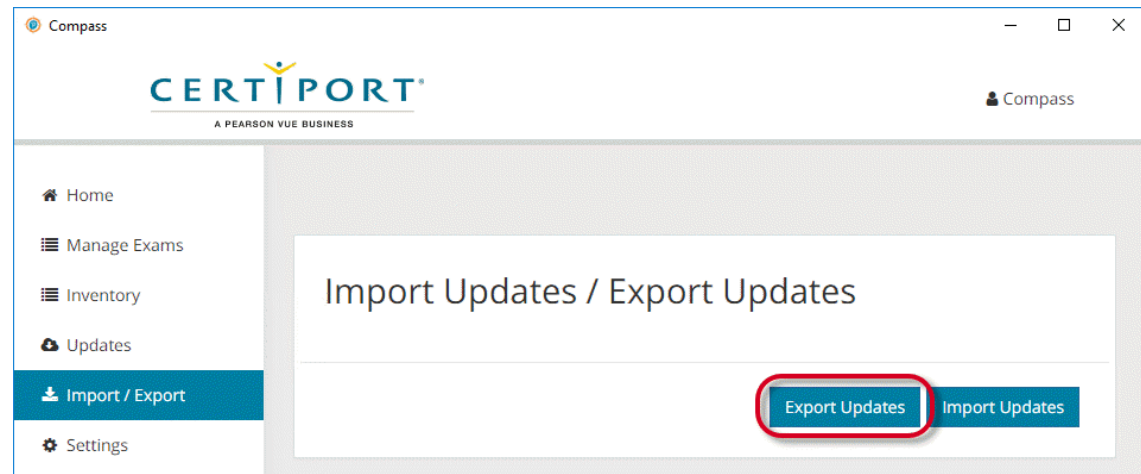 Compass
CERTIPORT®
A PEARSON VUE BUSINESS
Compass
Home
Manage Exams
Inventory
Updates
Import / Export
Settings
Import Updates / Export Updates
Export Updates
Import Updates